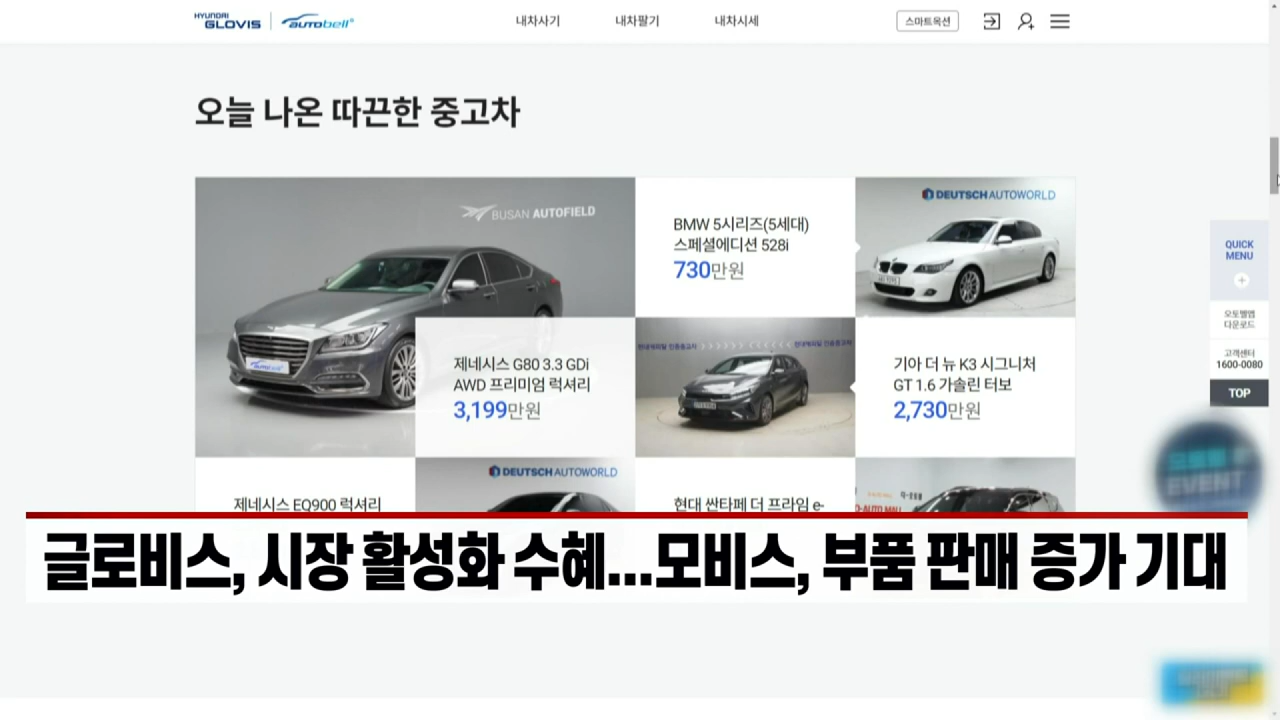 HYUNDAI
GLOVIS autobell
내차사기 내차팔기 내차시세 스마트옵션
오늘 나온 따끈한 중고차
BUSAN AUTOFIELD
BMW 5시리즈(5세대)
스페셜에디션 528i
730만원
DEUTSCH AUTOWORLD
QUICK
MENU
오토벨앱
다운로드
고객센터
1600-0080
TOP
제네시스 G80 3.3 GDi
AWD 프리미엄 럭셔리
3,199만원
기아 더 뉴 K3 시그니처
GT 1.6 가솔린 터보
2,730만원
제네시스 EQ900 럭셔리
DEUTSCH AUTOWORLD
현대 싼타페 더 프라임 e-
EVENT
글로비스, 시장 활성화 수혜...모비스, 부품 판매 증가 기대